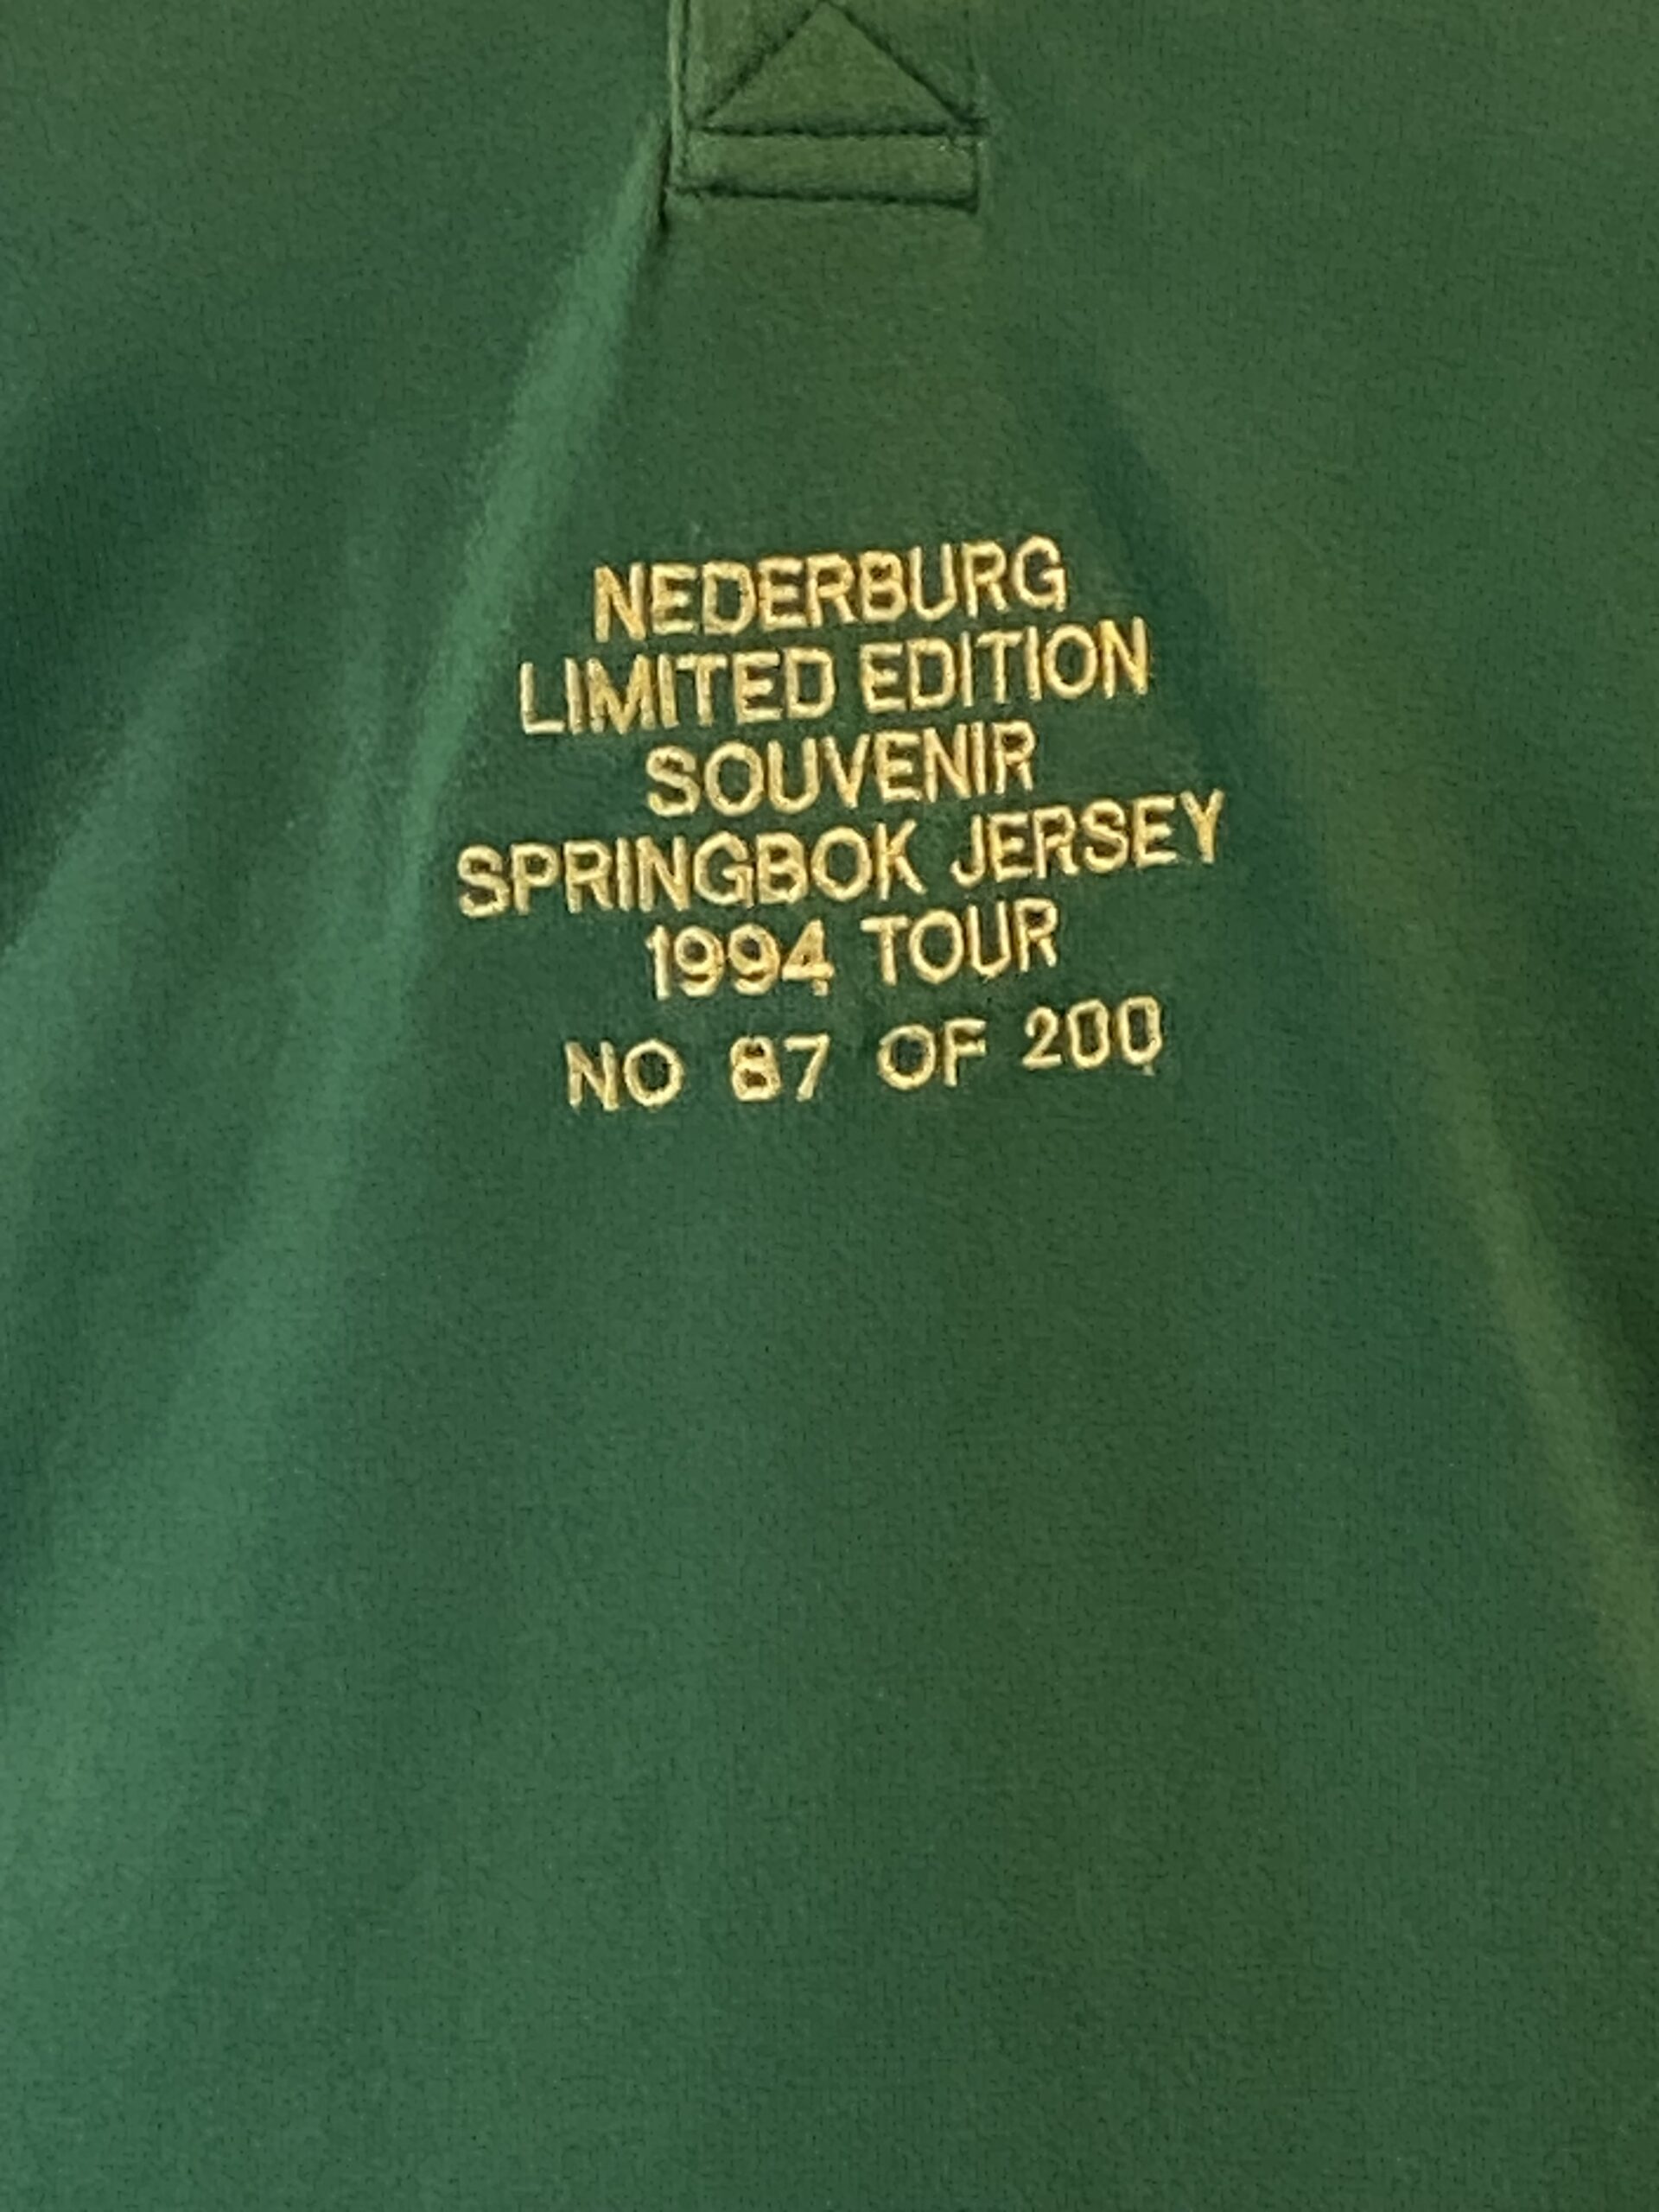 NEDERBURG
LIMITED EDITION
SOUVENIR
SPRINGBOK JERSEY
1994 TOUR
NO 87 OF 200